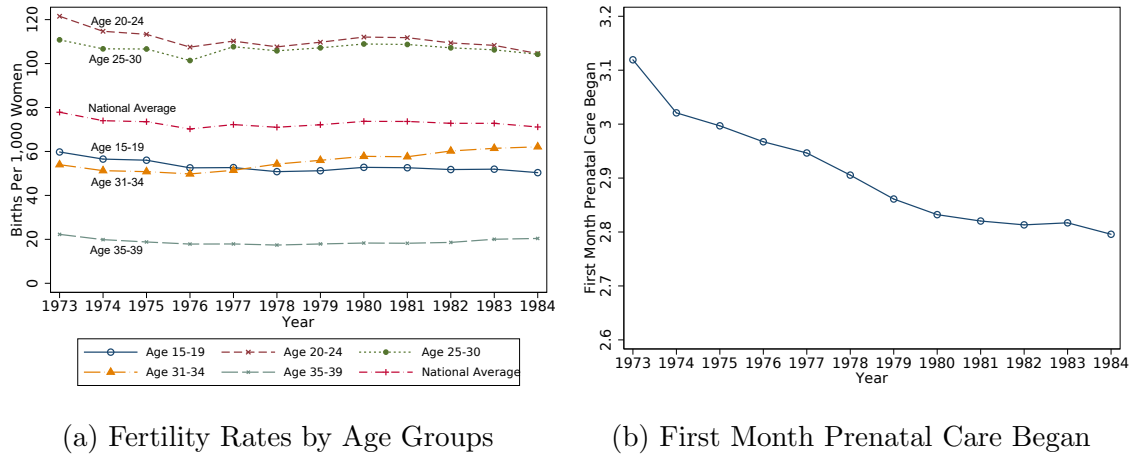 Births Per 1,000 Women
120
100
80
60
40
20
0
Age 20-24
Age 25-30
National Average
Age 15-19
Age 31-34
Age 35-39
1973 1974 1975 1976 1977 1978 1979 1980 1981 1982 1983 1984
Year
Age 15-19 Age 20-24 Age 25-30
Age 31-34 Age 35-39 National Average
(a) Fertility Rates by Age Groups
First Month Prenatal Care Began
3.2
3.1
3
2.9
2.8
2.7
2.6
1973 1974 1975 1976 1977 1978 1979 1980 1981 1982 1983 1984
Year
(b) First Month Prenatal Care Began